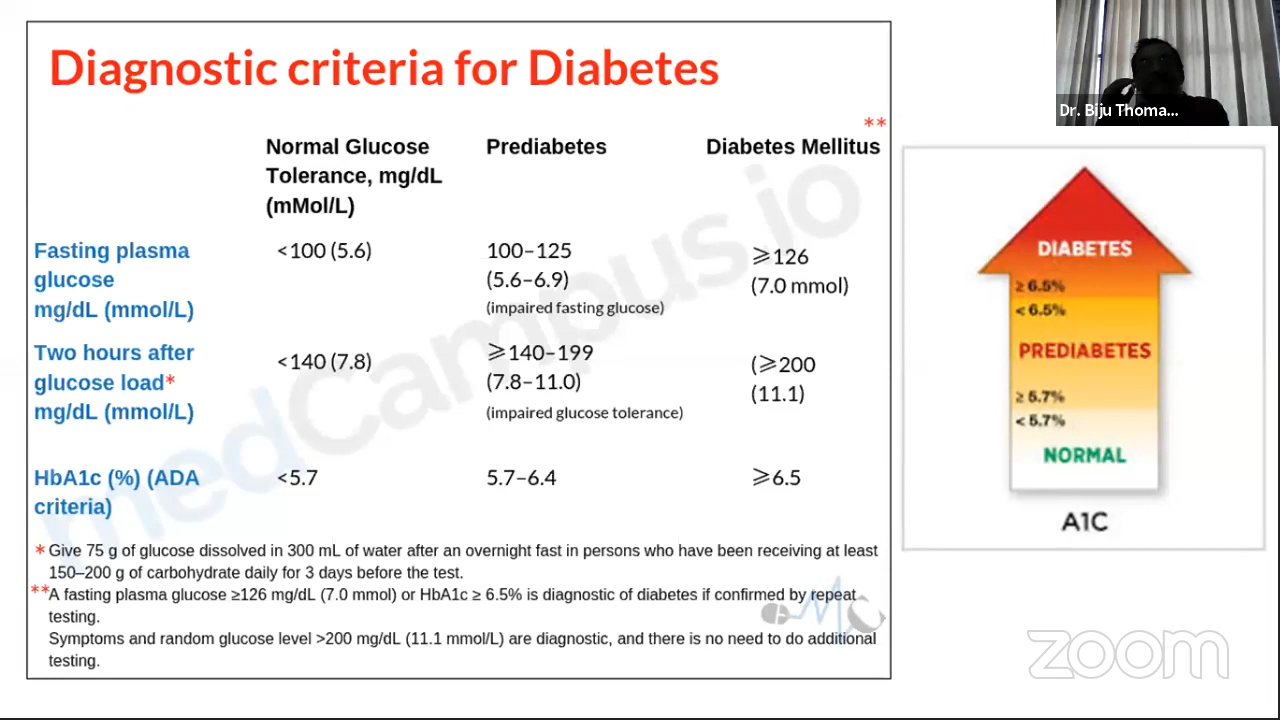 Diagnostic criteria for Diabetes
**
Normal Glucose
Tolerance, mg/dL
(mMol/L)
Prediabetes
Diabetes Mellitus
Fasting plasma
glucose
mg/dL (mmol/L)
<100 (5.6)
100–125
(5.6–6.9)
(impaired fasting glucose)
⩾126
(7.0 mmol)
Two hours after
glucose load*
mg/dL (mmol/L)
<140 (7.8)
⩾140–199
(7.8–11.0)
(impaired glucose tolerance)
(⩾200
(11.1)
HbA1c (%) (ADA
criteria)
<5.7
5.7–6.4
⩾6.5
* Give 75 g of glucose dissolved in 300 mL of water after an overnight fast in persons who have been receiving at least
150–200 g of carbohydrate daily for 3 days before the test.
**A fasting plasma glucose ≥126 mg/dL (7.0 mmol) or HbA1c ≥ 6.5% is diagnostic of diabetes if confirmed by repeat
testing.
Symptoms and random glucose level >200 mg/dL (11.1 mmol/L) are diagnostic, and there is no need to do additional
testing.
medCampus.io
CMC
Dr. Biju Thoma...
DIABETES
≥ 6.5%
< 6.5%
PREDIABETES
≥ 5.7%
< 5.7%
NORMAL
A1C
zoom